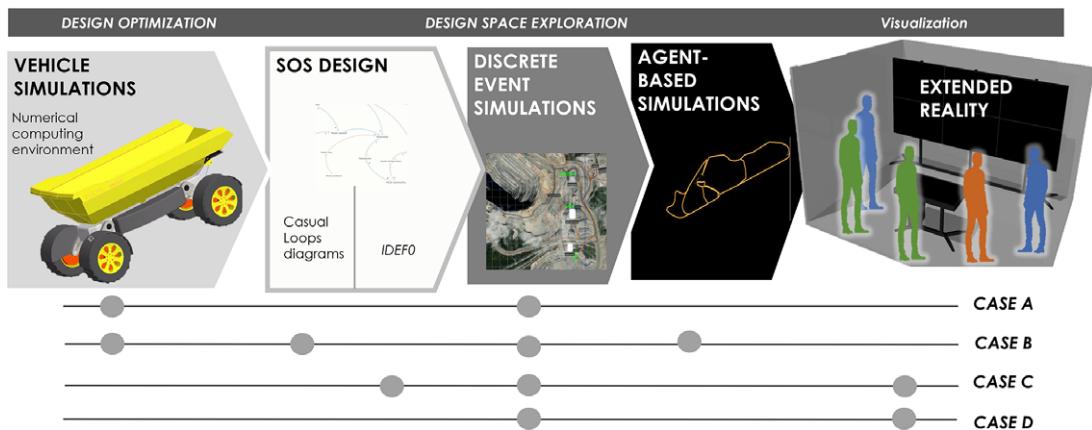 DESIGN OPTIMIZATION
DESIGN SPACE EXPLORATION
Visualization
VEHICLE
SIMULATIONS
Numerical
computing
environment
SOS DESIGN
Casual
Loops
diagrams
IDEF0
DISCRETE
EVENT
SIMULATIONS
AGENT-
BASED
SIMULATIONS
EXTENDED
REALITY
CASE A
CASE B
CASE C
CASE D